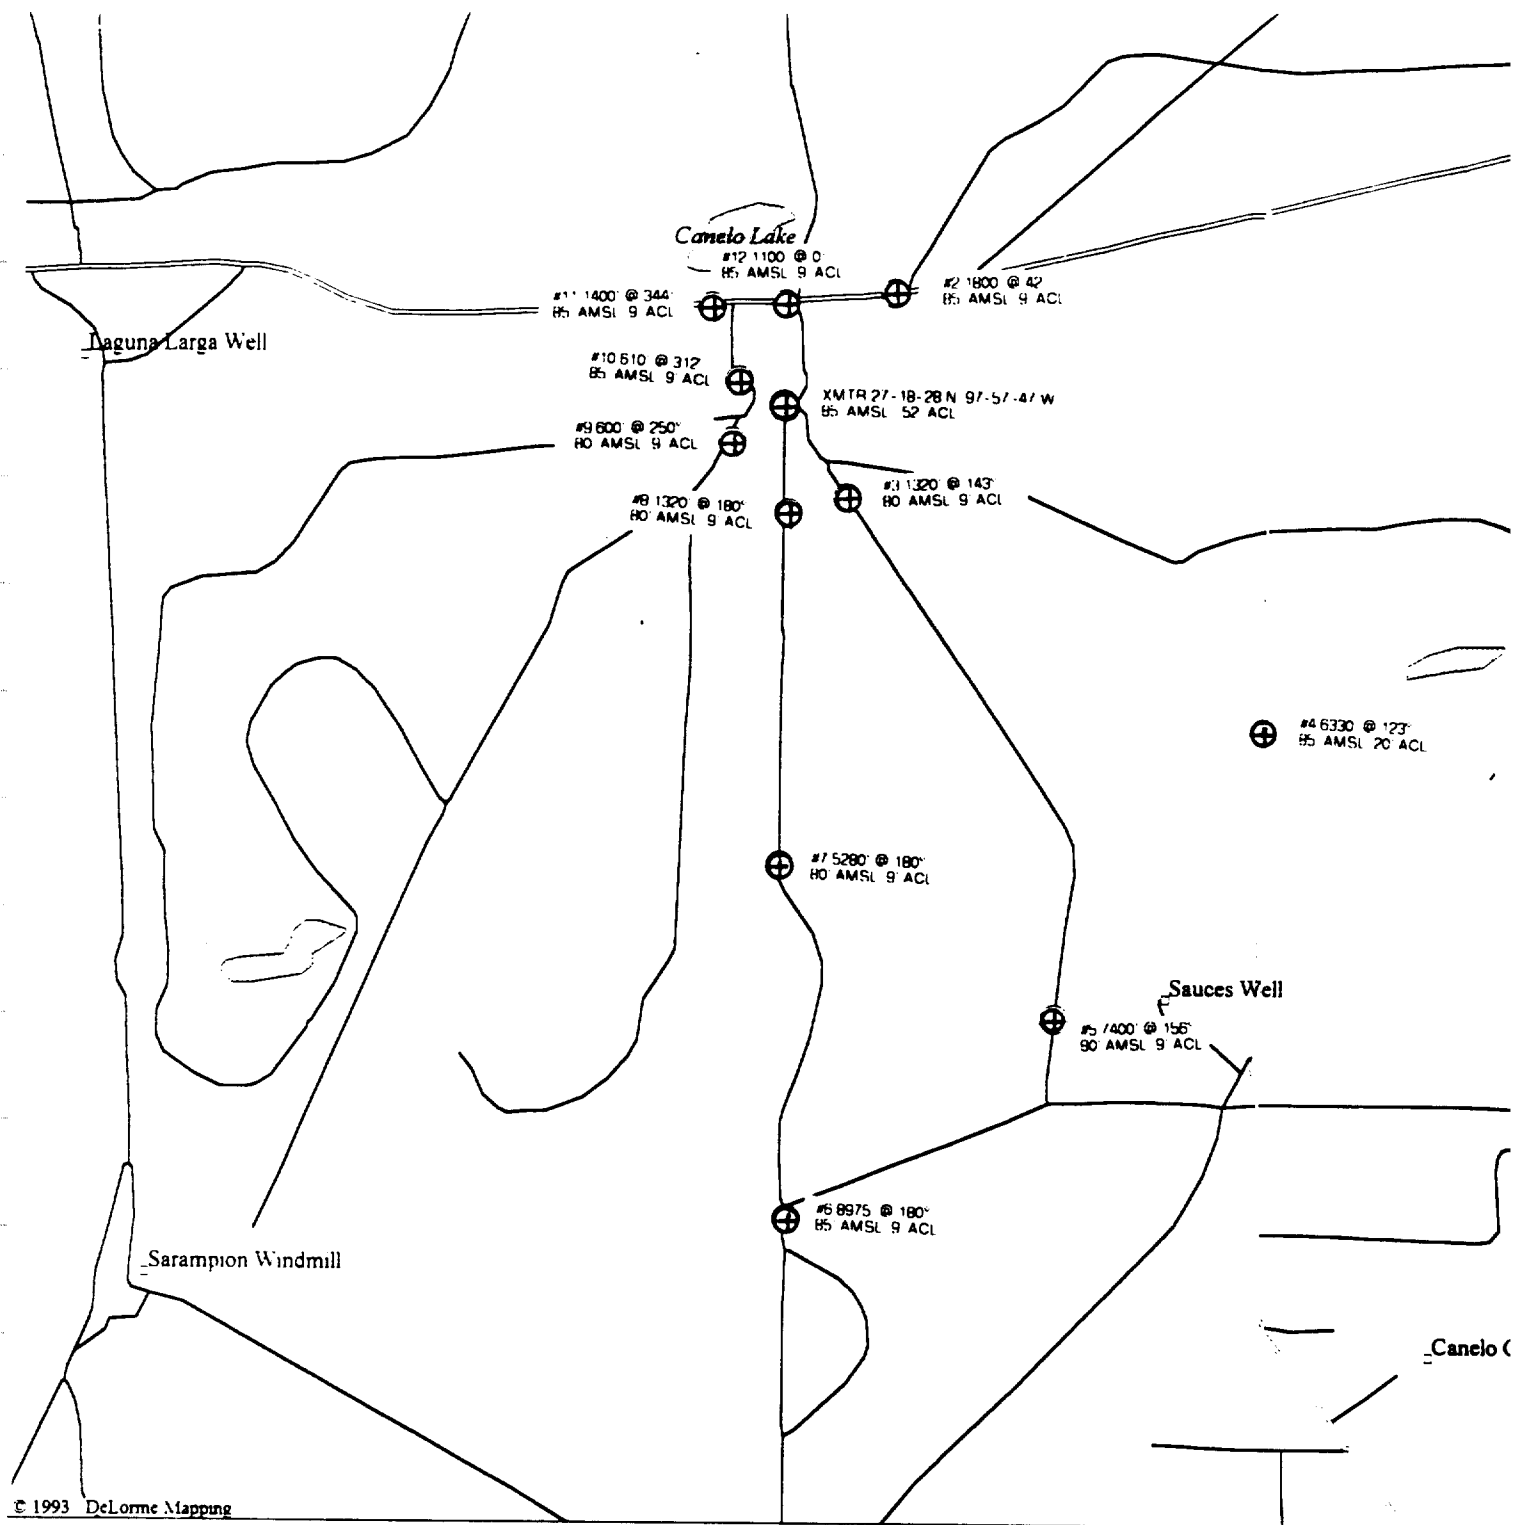 Canelo Lake
#12 1100 @ 0
85 AMSL 9 ACL
#11 1400' @ 344'
85 AMSL 9 ACL
#2 1800 @ 42
85 AMSL 9 ACL
Laguna Larga Well
#10 610' @ 312
85 AMSL 9' ACL
XMTR 27-18-28 N 97-57-47 W
85 AMSL 52 ACL
#9 600' @ 250°
80 AMSL 9 ACL
#3 1320' @ 143°
80 AMSL 9' ACL
#8 1320' @ 180°
80' AMSL 9' ACL
#4 6330 @ 123°
85 AMSL 20' ACL
#7 5280' @ 180°
80' AMSL 9' ACL
Sauces Well
#5 7400' @ 156°
90' AMSL 9' ACL
#6 8975 @ 180°
85' AMSL 9' ACL
Sarampion Windmill
Canelo
© 1993 DeLorme Mapping